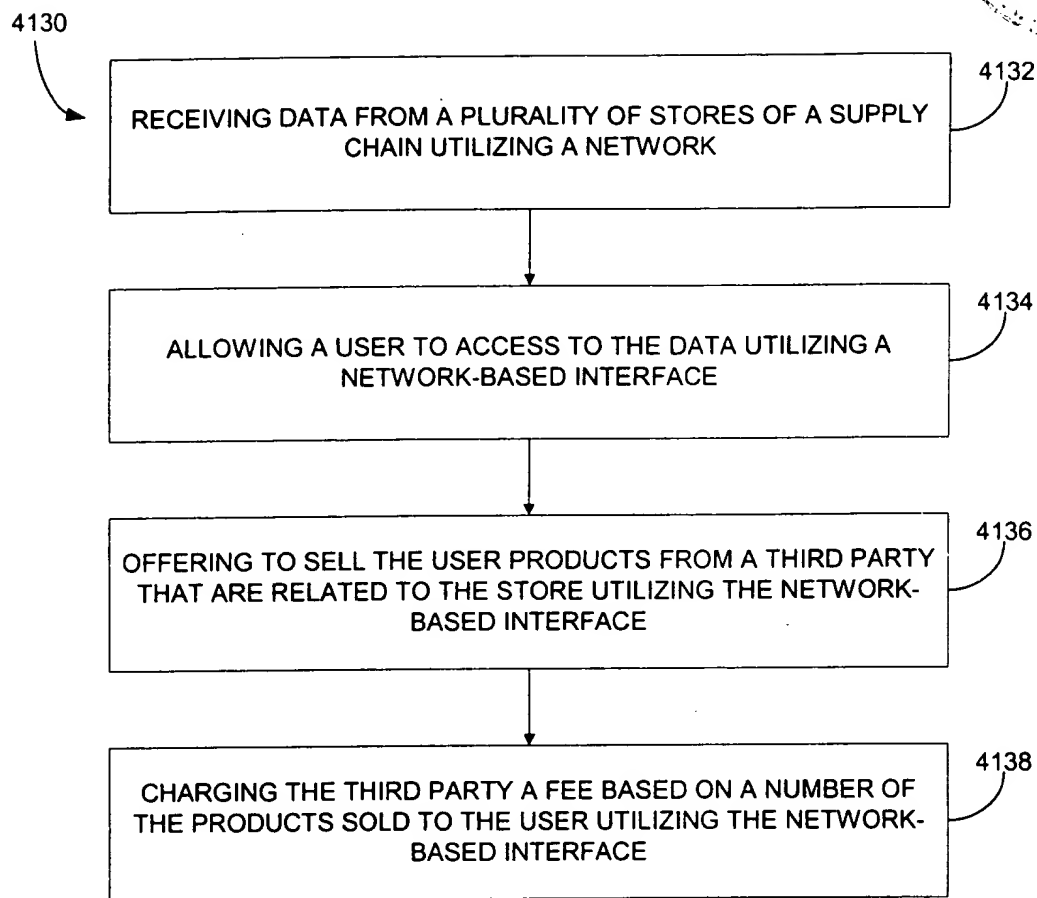 4130
4132
RECEIVING DATA FROM A PLURALITY OF STORES OF A SUPPLY
CHAIN UTILIZING A NETWORK
4134
ALLOWING A USER TO ACCESS TO THE DATA UTILIZING A
NETWORK-BASED INTERFACE
4136
OFFERING TO SELL THE USER PRODUCTS FROM A THIRD PARTY
THAT ARE RELATED TO THE STORE UTILIZING THE NETWORK-
BASED INTERFACE
4138
CHARGING THE THIRD PARTY A FEE BASED ON A NUMBER OF
THE PRODUCTS SOLD TO THE USER UTILIZING THE NETWORK-
BASED INTERFACE